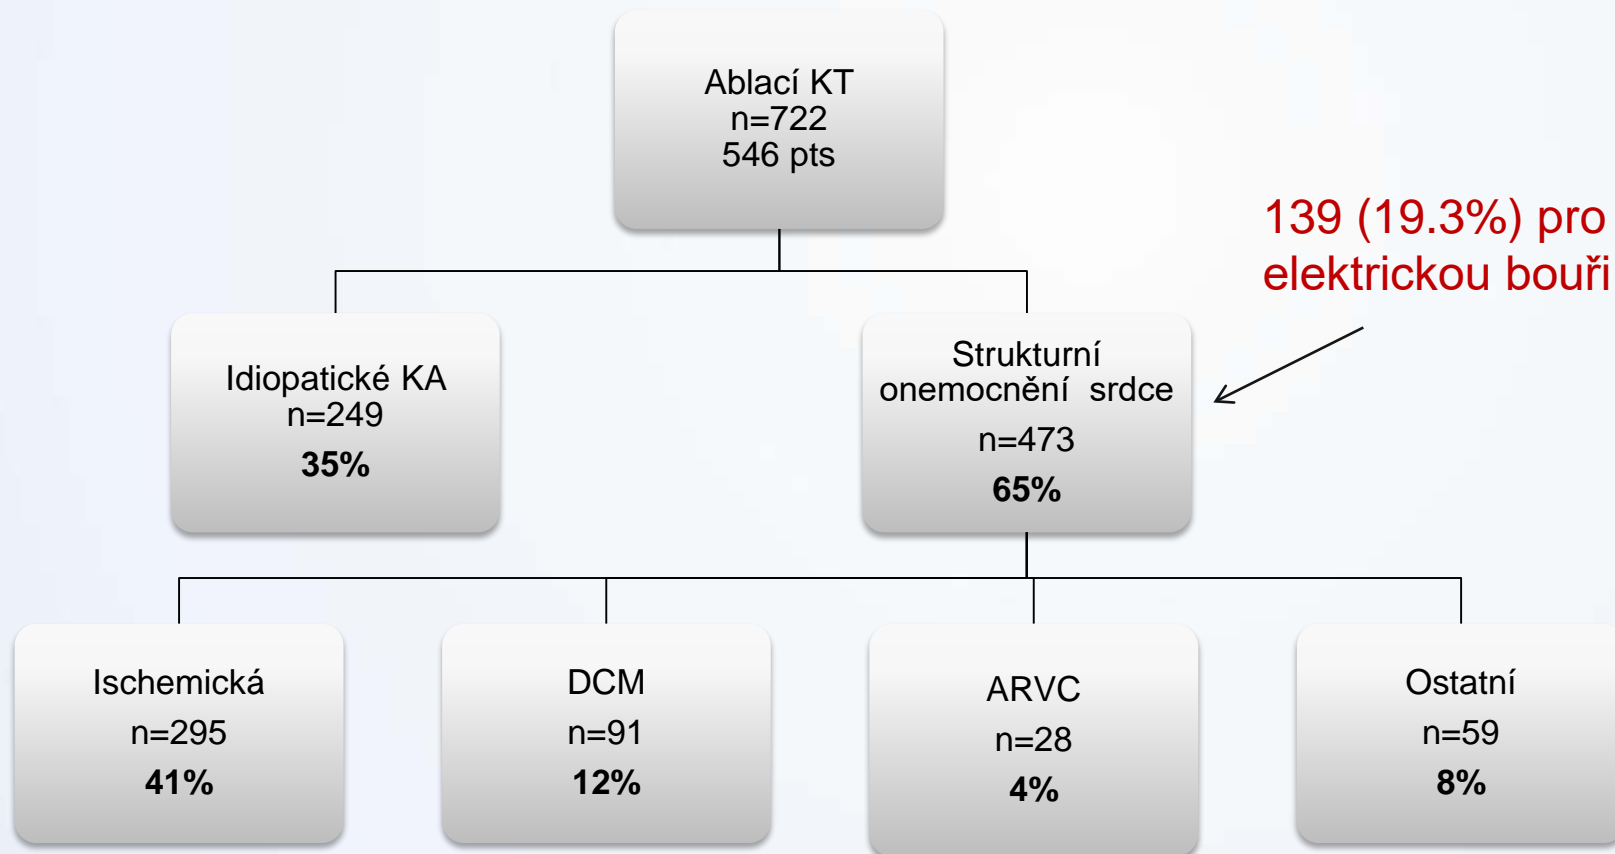 Ablací KT
n=722
546 pts
139 (19.3%) pro
elektrickou bouři
Idiopatické KA
n=249
35%
Strukturní
onemocnění srdce
n=473
65%
Ischemická
n=295
41%
DCM
n=91
12%
ARVC
n=28
4%
Ostatní
n=59
8%